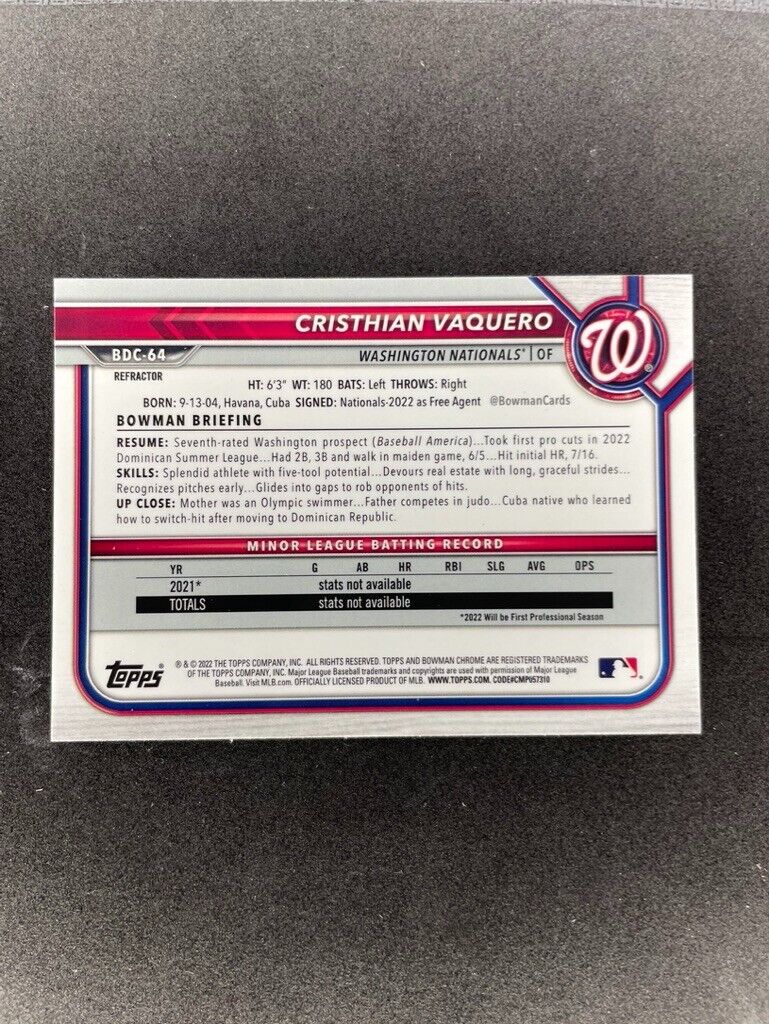 CRISTHIAN VAQUERO
BDC-64
WASHINGTON NATIONALS® | OF
W®
REFRACTOR
HT: 6'3" WT: 180 BATS: Left THROWS: Right
BORN: 9-13-04, Havana, Cuba SIGNED: Nationals-2022 as Free Agent @BowmanCards
BOWMAN BRIEFING
RESUME: Seventh-rated Washington prospect (Baseball America)...Took first pro cuts in 2022
Dominican Summer League...Had 2B, 3B and walk in maiden game, 6/5...Hit initial HR, 7/16.
SKILLS: Splendid athlete with five-tool potential...Devours real estate with long, graceful strides...
Recognizes pitches early...Glides into gaps to rob opponents of hits.
UP CLOSE: Mother was an Olympic swimmer...Father competes in judo...Cuba native who learned
how to switch-hit after moving to Dominican Republic.
MINOR LEAGUE BATTING RECORD
YR G AB HR RBI SLG AVG OPS
2021* stats not available
TOTALS stats not available
*2022 Will be First Professional Season
topps®
® & © 2022 THE TOPPS COMPANY, INC. ALL RIGHTS RESERVED. TOPPS AND BOWMAN CHROME ARE REGISTERED TRADEMARKS
OF THE TOPPS COMPANY, INC. Major League Baseball trademarks and copyrights are used with permission of Major League
Baseball. Visit MLB.com. OFFICIALLY LICENSED PRODUCT OF MLB. WWW.TOPPS.COM. CODE#CMP057310